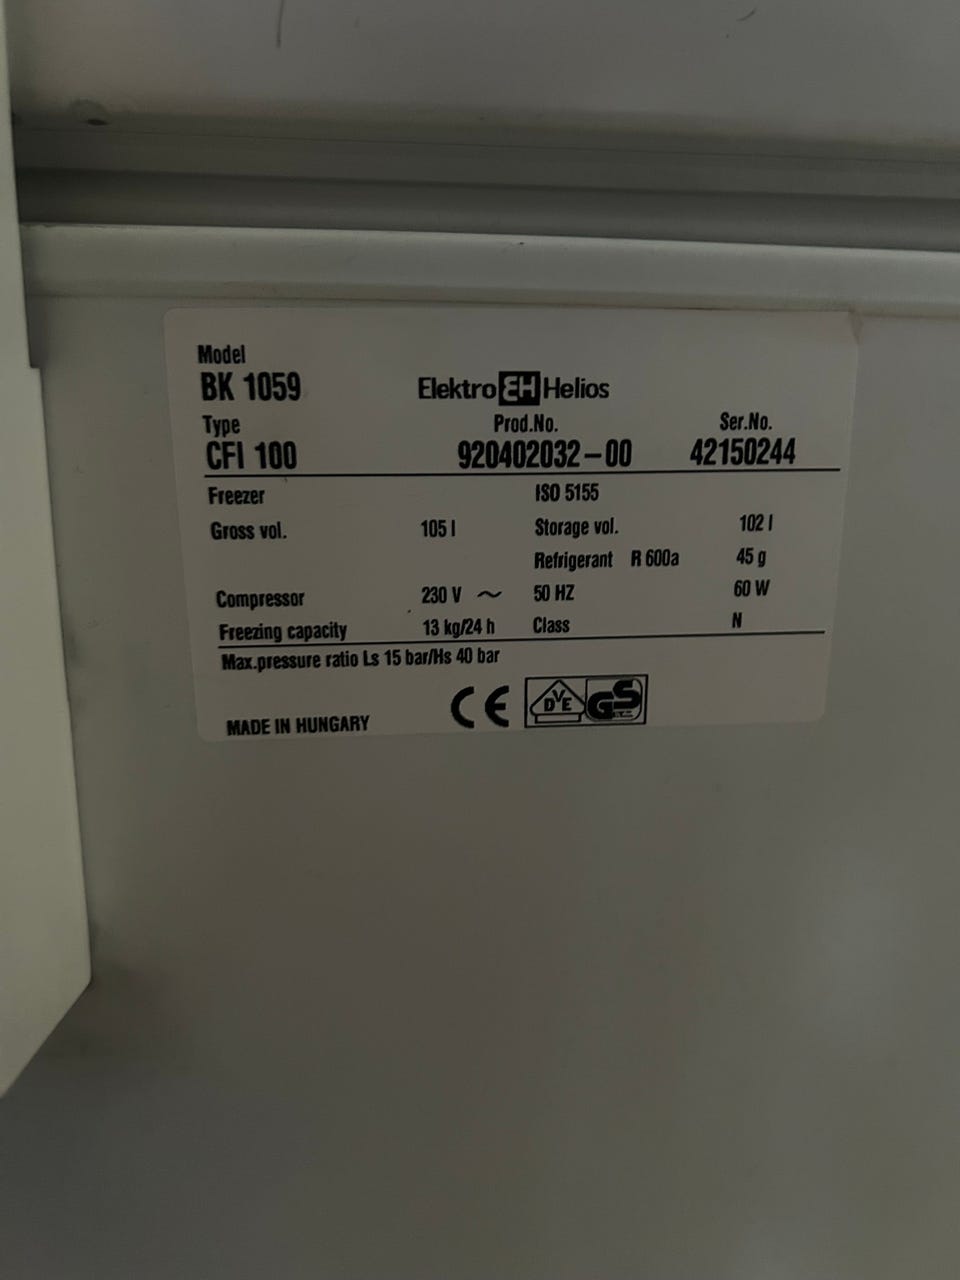 Model
BK 1059 Elektro EH Helios
Type Prod.No. Ser.No.
CFI 100 920402032-00 42150244
Freezer ISO 5155
Gross vol. 105 l Storage vol. 102 l
Refrigerant R 600a 45 g
Compressor 230 V ~ 50 HZ 60 W
Freezing capacity 13 kg/24 h Class N
Max.pressure ratio Ls 15 bar/Hs 40 bar
MADE IN HUNGARY CE DVE GS